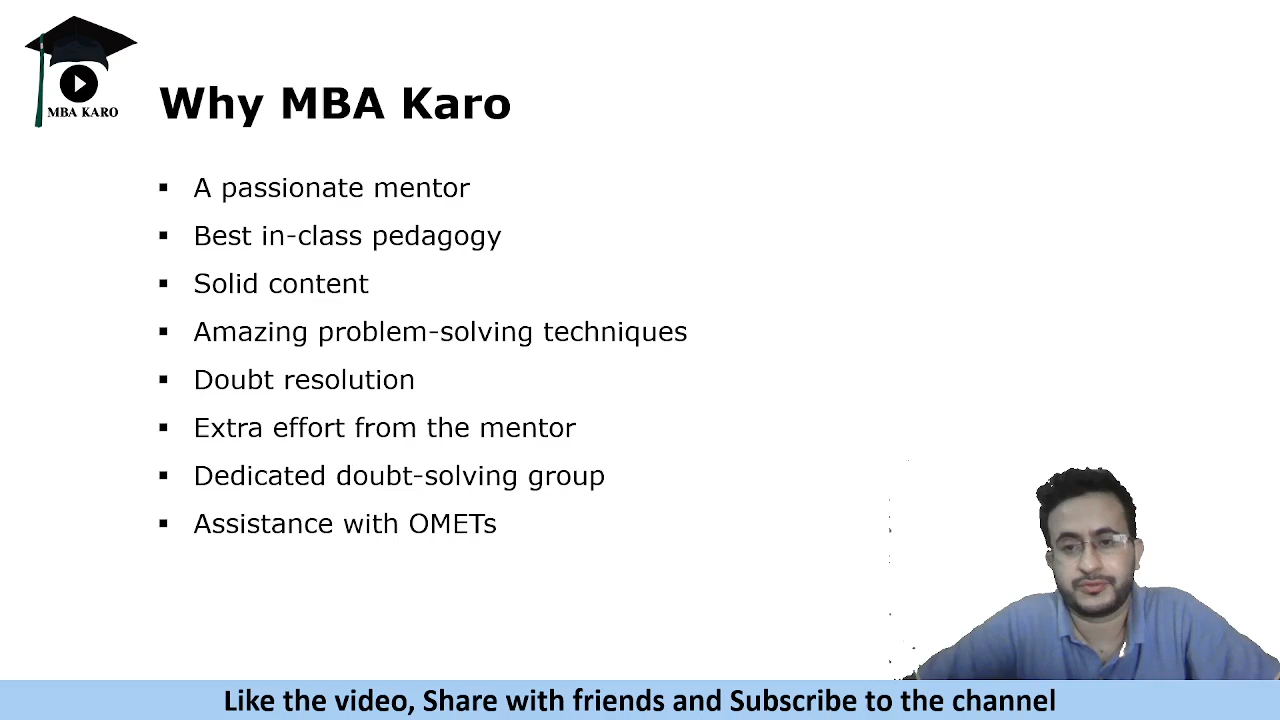 MBA KARO
Why MBA Karo
▪ A passionate mentor
▪ Best in-class pedagogy
▪ Solid content
▪ Amazing problem-solving techniques
▪ Doubt resolution
▪ Extra effort from the mentor
▪ Dedicated doubt-solving group
▪ Assistance with OMETs
Like the video, Share with friends and Subscribe to the channel